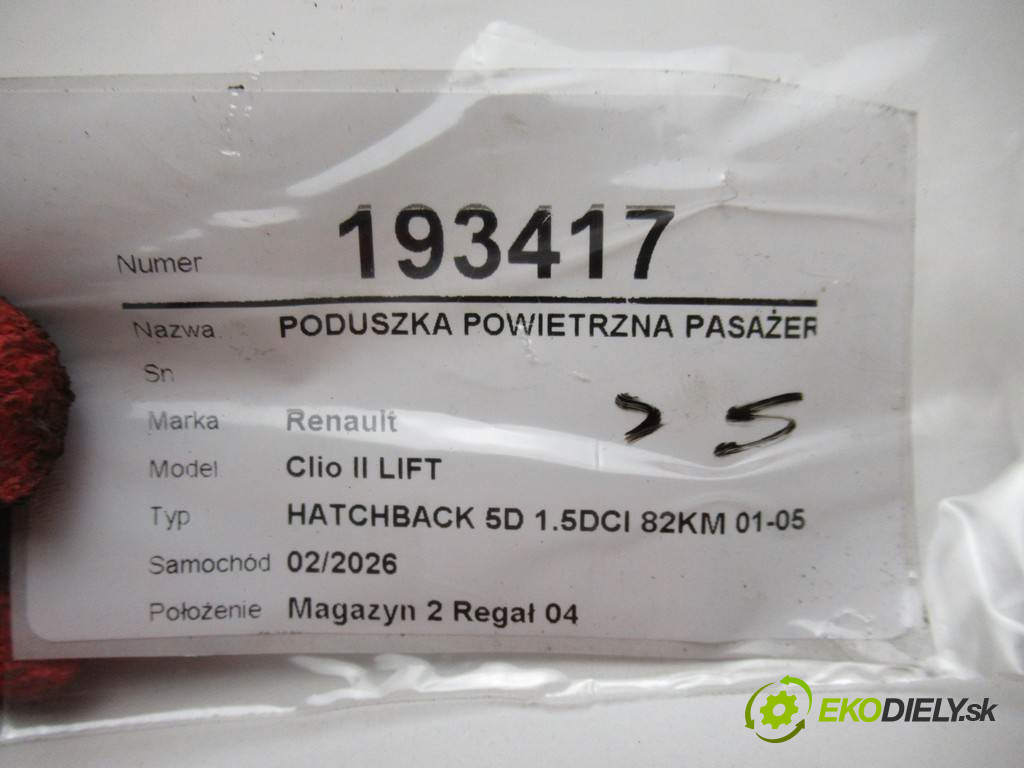 Numer 193417
Nazwa PODUSZKA POWIETRZNA PASAŻER
Sn
Marka Renault
Model Clio II LIFT
Typ HATCHBACK 5D 1.5DCI 82KM 01-05
Samochód 02/2026
Położenie Magazyn 2 Regał 04
EKODIELY.sk